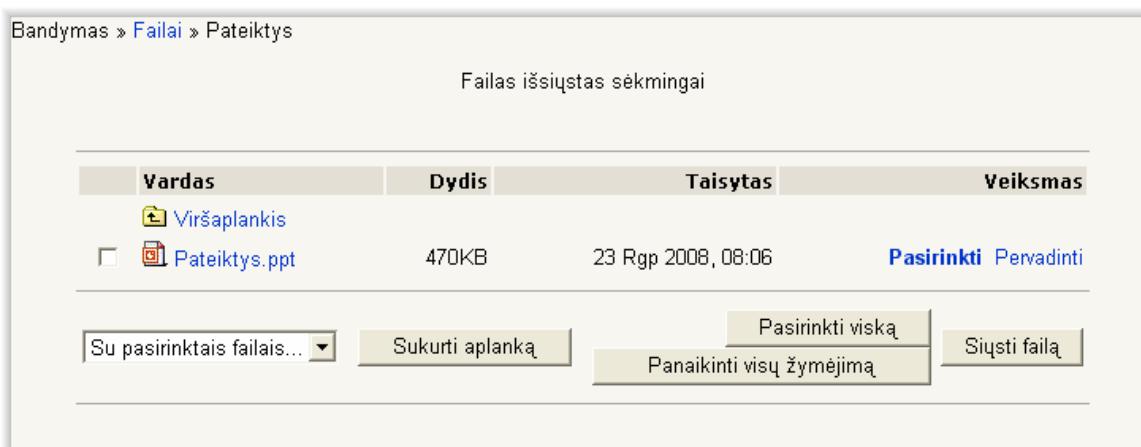 Bandymas » Failai » Pateiktys
Failas išsiųstas sėkmingai
Vardas Dydis Taisytas Veiksmas
Viršaplankis
Pateiktys.ppt 470KB 23 Rgp 2008, 08:06 Pasirinkti Pervadinti
Su pasirinktais failais... Sukurti aplanką Pasirinkti viską Siųsti failą
Panaikinti visų žymėjimą